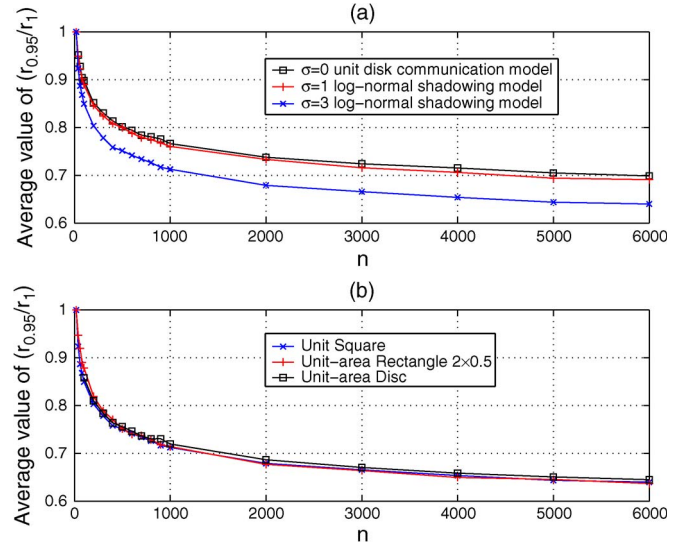 (a)
Average value of (r0.95/r1)
1
0.9
0.8
0.7
0.6
σ=0 unit disk communication model
σ=1 log−normal shadowing model
σ=3 log−normal shadowing model
0 1000 2000 3000 4000 5000 6000
n
(b)
Average value of (r0.95/r1)
1
0.9
0.8
0.7
0.6
Unit Square
Unit−area Rectangle 2×0.5
Unit−area Disc
0 1000 2000 3000 4000 5000 6000
n